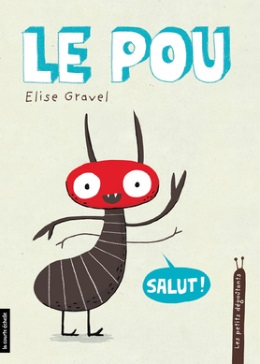 LE POU
Elise Gravel
SALUT !
Les petits dégoûtants
la courte échelle